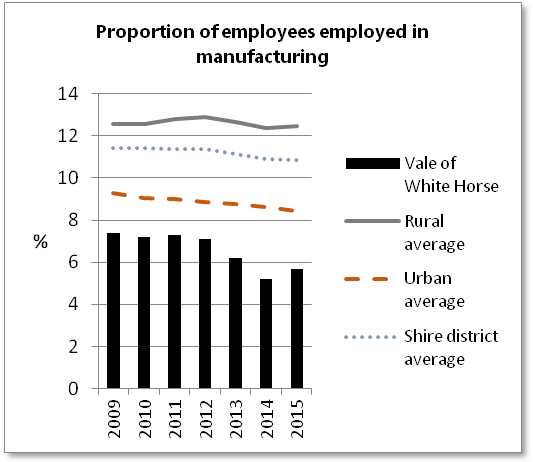 Proportion of employees employed in
manufacturing
14
12
10
8
6
4
2
0
%
2009
2010
2011
2012
2013
2014
2015
Vale of
White Horse
Rural
average
Urban
average
Shire district
average